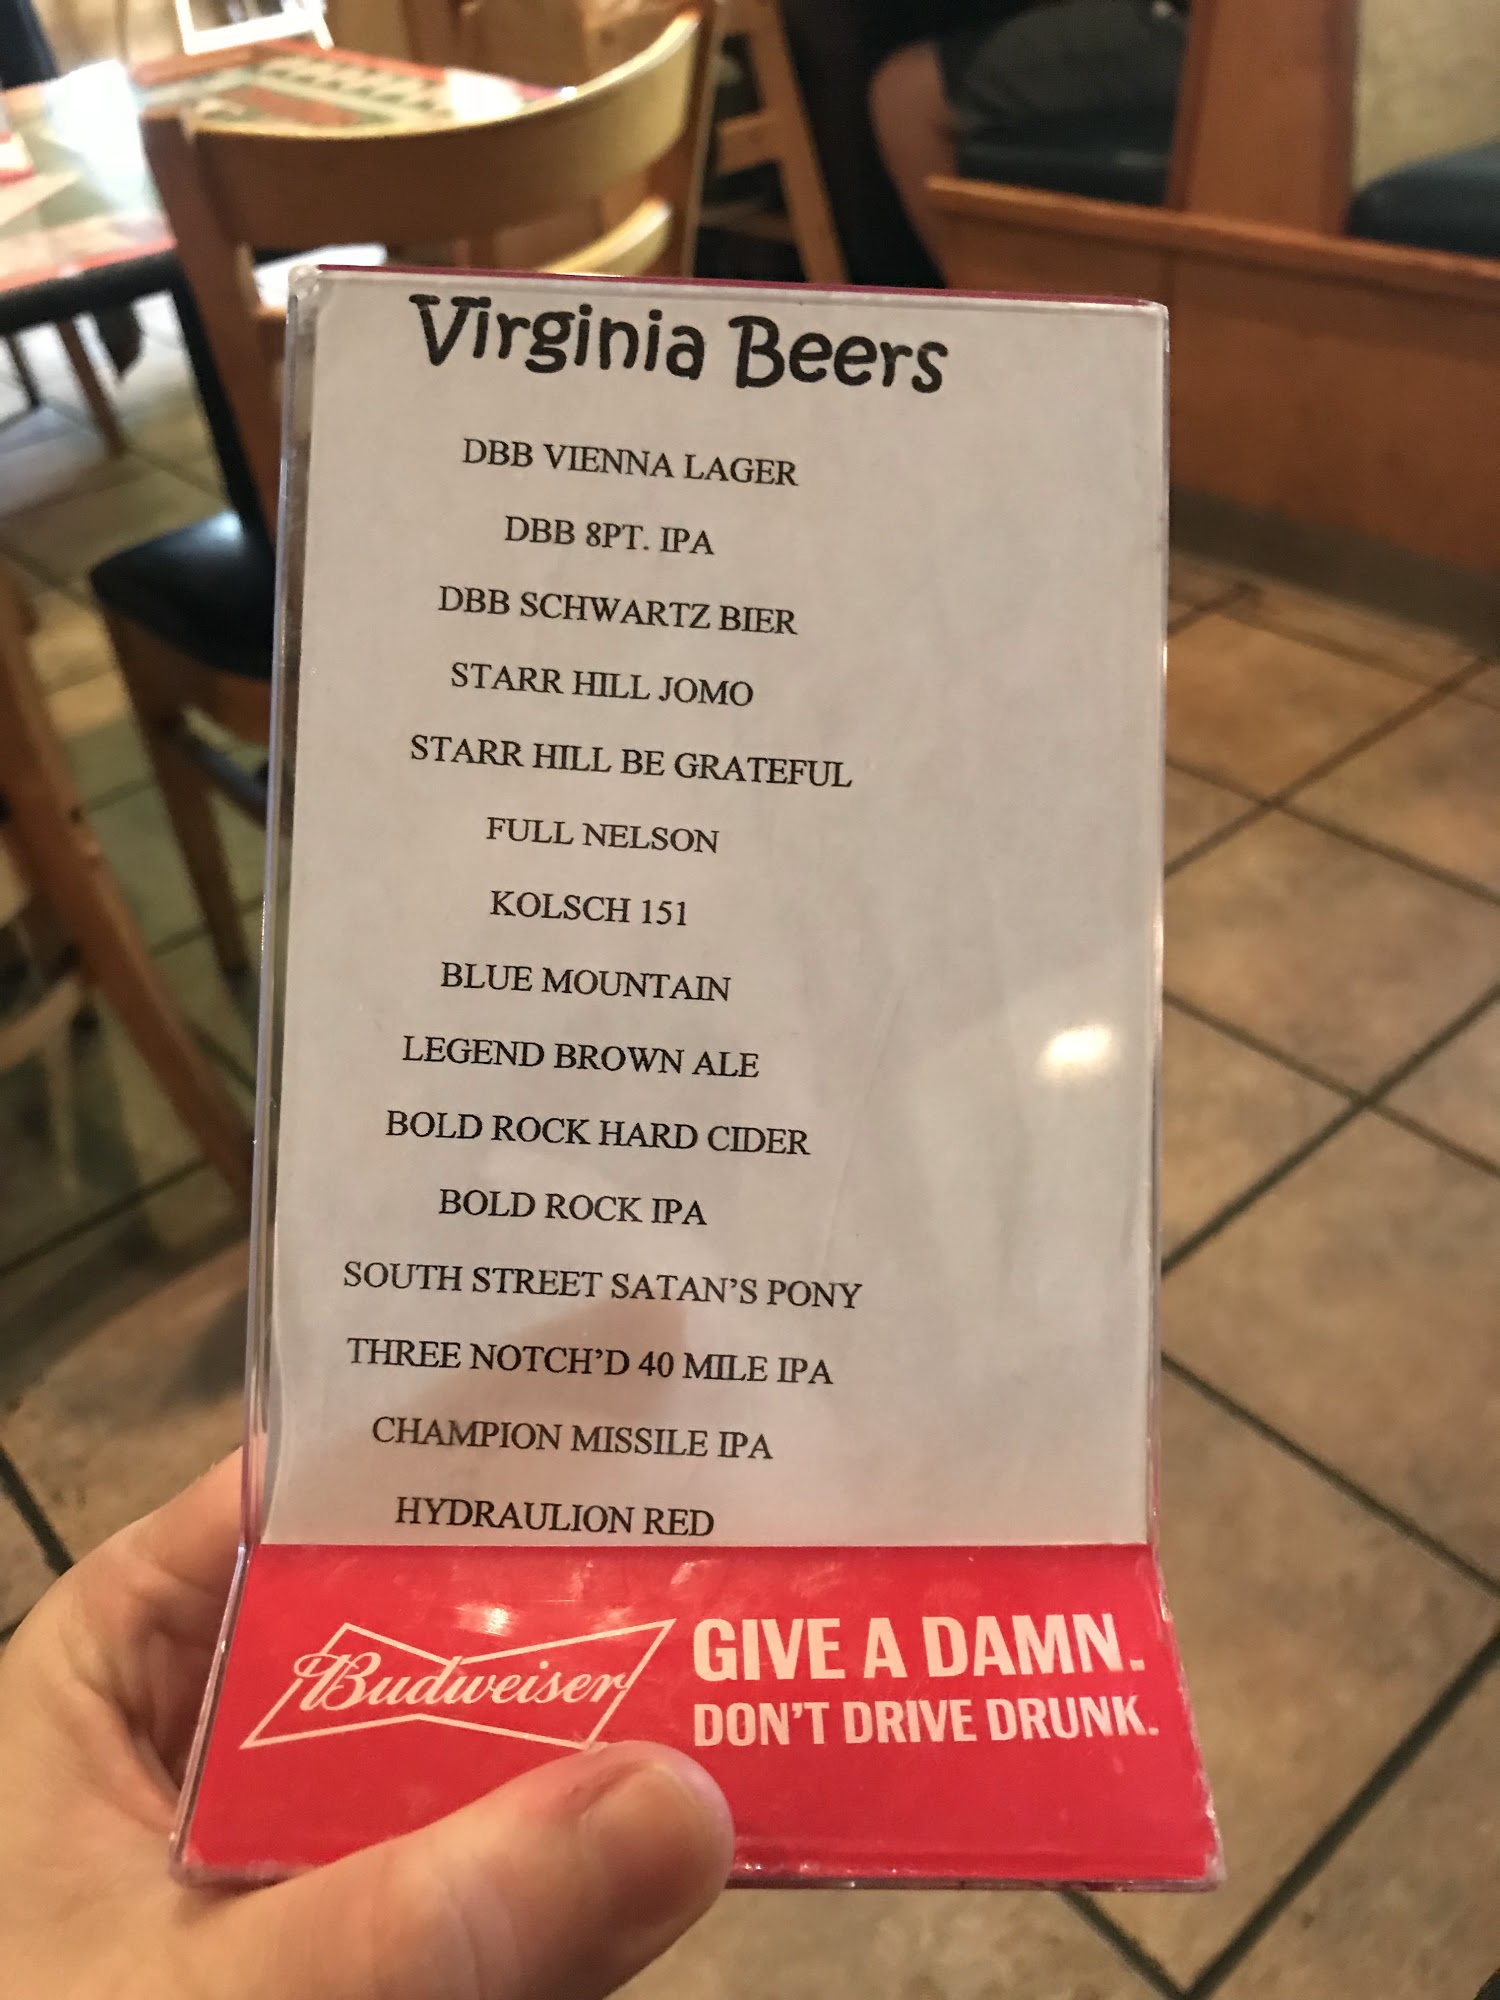 Virginia Beers
DBB VIENNA LAGER
DBB 8PT. IPA
DBB SCHWARTZ BIER
STARR HILL JOMO
STARR HILL BE GRATEFUL
FULL NELSON
KOLSCH 151
BLUE MOUNTAIN
LEGEND BROWN ALE
BOLD ROCK HARD CIDER
BOLD ROCK IPA
SOUTH STREET SATAN'S PONY
THREE NOTCH'D 40 MILE IPA
CHAMPION MISSILE IPA
HYDRAULION RED
Budweiser
GIVE A DAMN.
DON'T DRIVE DRUNK.